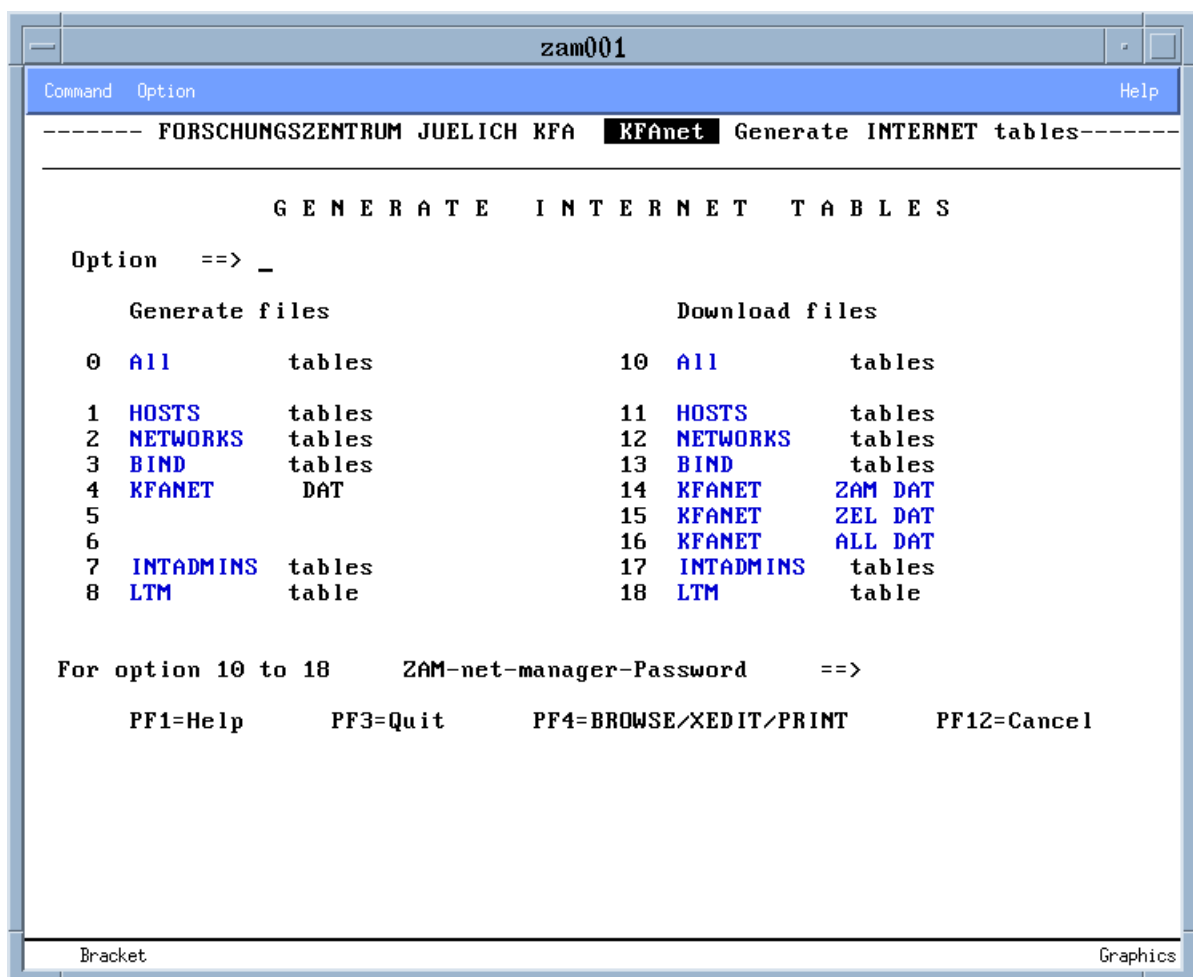 zam001
Command Option Help
------- FORSCHUNGSZENTRUM JUELICH KFA KFAnet Generate INTERNET tables-------
G E N E R A T E I N T E R N E T T A B L E S
Option ==> _
Generate files Download files
0 All tables 10 All tables
1 HOSTS tables 11 HOSTS tables
2 NETWORKS tables 12 NETWORKS tables
3 BIND tables 13 BIND tables
4 KFANET DAT 14 KFANET ZAM DAT
5 15 KFANET ZEL DAT
6 16 KFANET ALL DAT
7 INTADMINS tables 17 INTADMINS tables
8 LTM table 18 LTM table
For option 10 to 18 ZAM-net-manager-Password ==>
PF1=Help PF3=Quit PF4=BROWSE/XEDIT/PRINT PF12=Cancel
Bracket Graphics